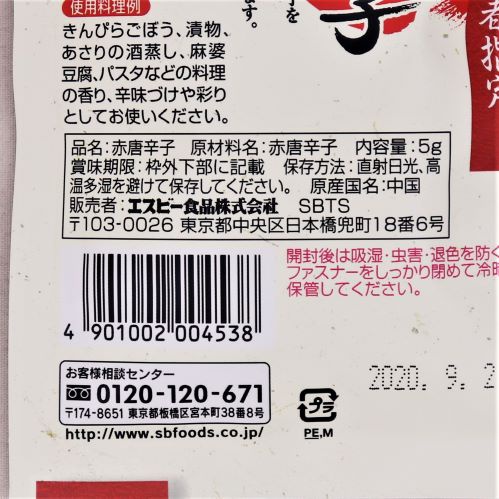 使用料理例
きんぴらごぼう、漬物、
あさりの酒蒸し、麻婆
豆腐、パスタなどの料理
の香り、辛味づけや彩り
としてお使いください。
子
者指定
品名：赤唐辛子 原材料名：赤唐辛子 内容量：5g
賞味期限：枠外下部に記載 保存方法：直射日光、高
温多湿を避けて保存してください。 原産国名：中国
販売者：エスビー食品株式会社 SBTS
〒103-0026 東京都中央区日本橋兜町18番6号
開封後は吸湿・虫害・退色を防ぐ
ファスナーをしっかり閉めて冷暗
保管してください。
4 901002 004538
お客様相談センター
0120-120-671
〒174-8651 東京都板橋区宮本町38番8号
http://www.sbfoods.co.jp/
プラ
PE,M
2020. 9. 2